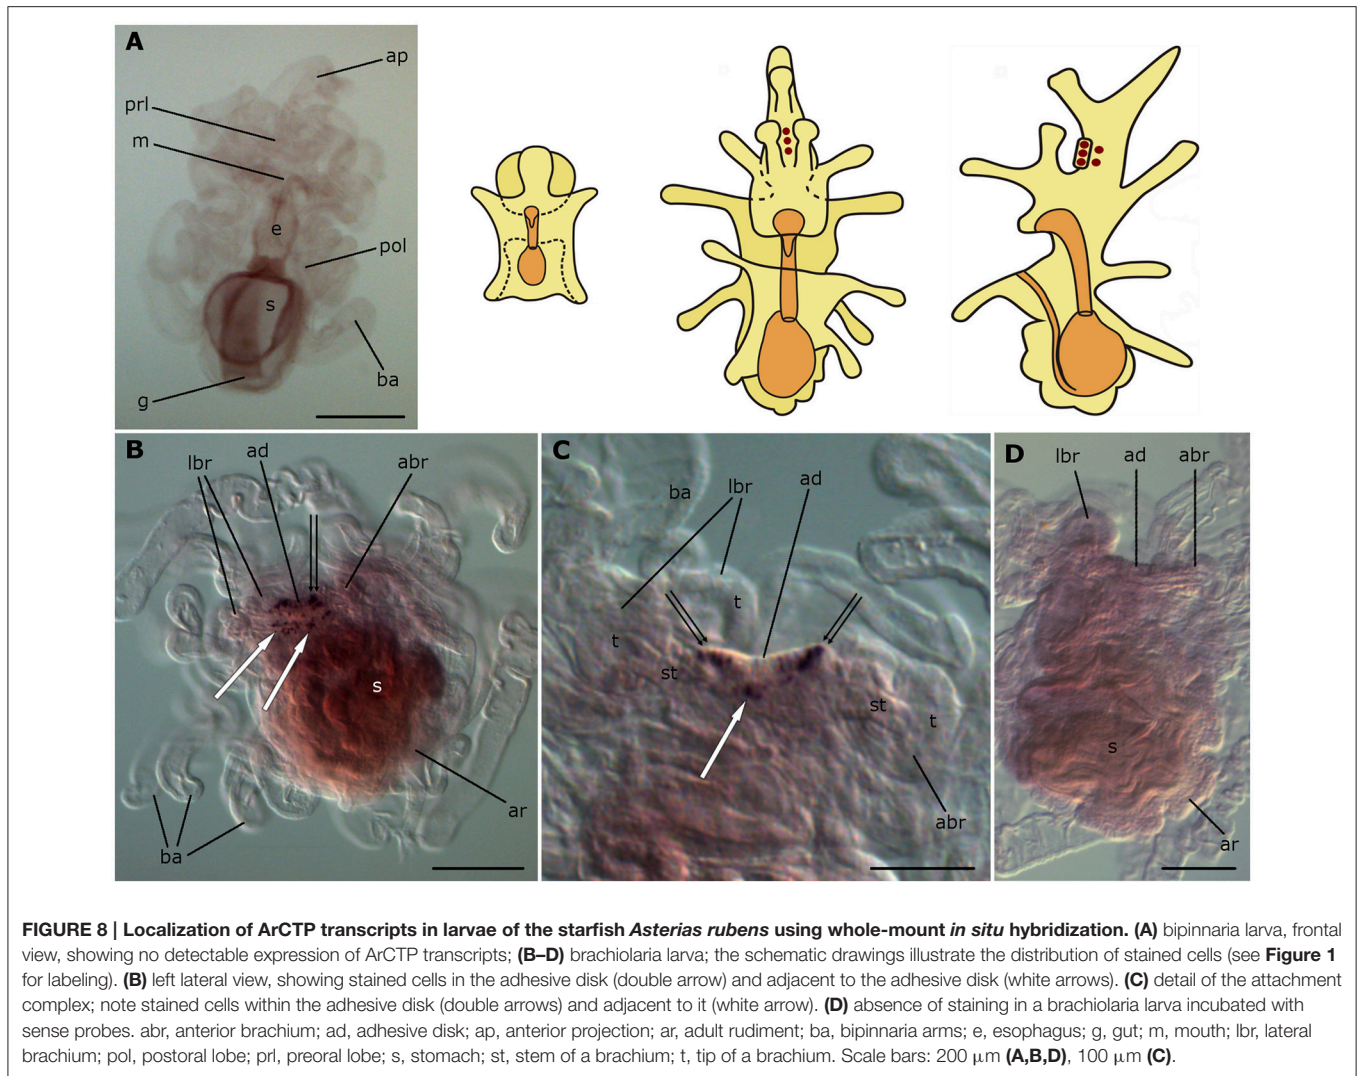 A
ap
prl
m
e
pol
s
ba
g
B
lbr
ad
abr
s
ar
ba
C
ba
lbr
ad
t
t
st
st
t
abr
D
lbr
ad
abr
s
ar
FIGURE 8 | Localization of ArCTP transcripts in larvae of the starfish Asterias rubens using whole-mount in situ hybridization. (A) bipinnaria larva, frontal
view, showing no detectable expression of ArCTP transcripts; (B–D) brachiolaria larva; the schematic drawings illustrate the distribution of stained cells (see Figure 1
for labeling). (B) left lateral view, showing stained cells in the adhesive disk (double arrow) and adjacent to the adhesive disk (white arrows). (C) detail of the attachment
complex; note stained cells within the adhesive disk (double arrows) and adjacent to it (white arrow). (D) absence of staining in a brachiolaria larva incubated with
sense probes. abr, anterior brachium; ad, adhesive disk; ap, anterior projection; ar, adult rudiment; ba, bipinnaria arms; e, esophagus; g, gut; m, mouth; lbr, lateral
brachium; pol, postoral lobe; prl, preoral lobe; s, stomach; st, stem of a brachium; t, tip of a brachium. Scale bars: 200 μm (A,B,D), 100 μm (C).